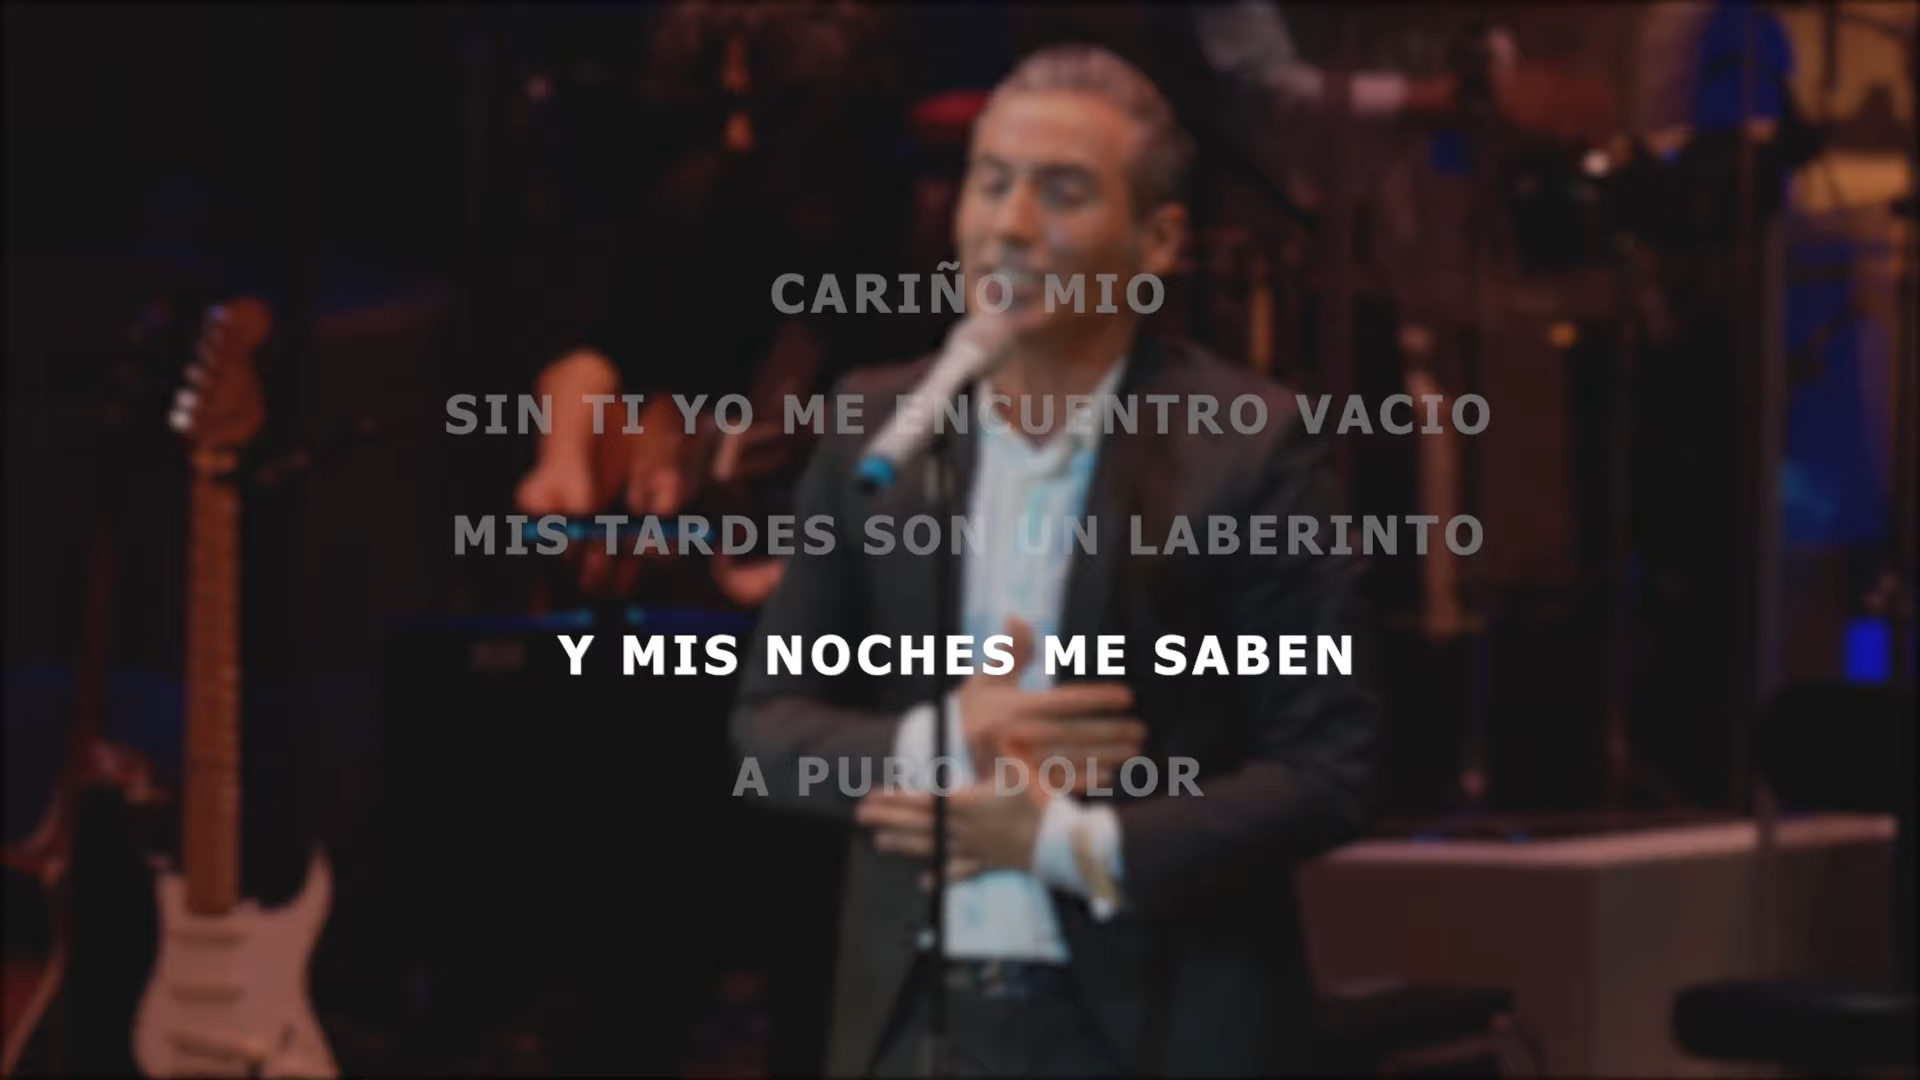 CARIÑO MIO
SIN TI YO ME ENCUENTRO VACIO
MIS TARDES SON UN LABERINTO
Y MIS NOCHES ME SABEN
A PURO DOLOR